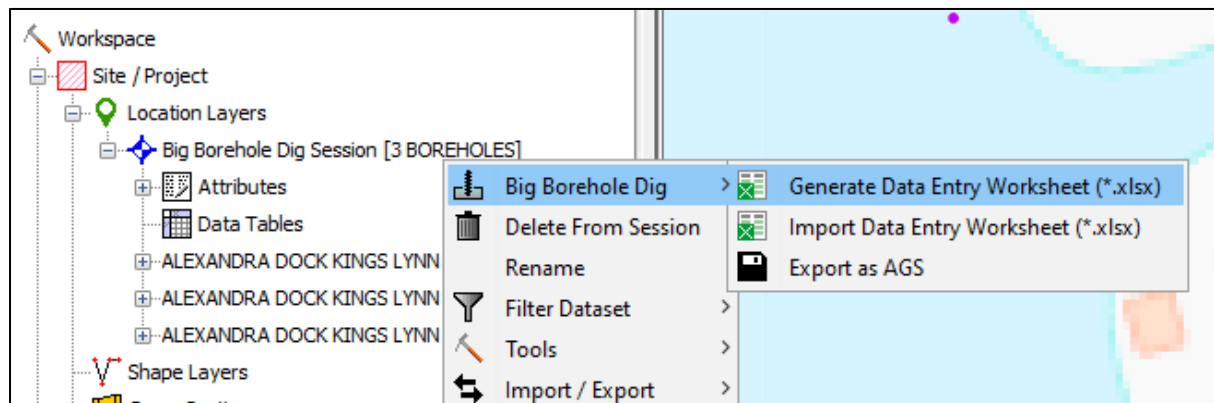 Workspace
Site / Project
Location Layers
Big Borehole Dig Session [3 BOREHOLES]
Attributes
Data Tables
ALEXANDRA DOCK KINGS LYNN
ALEXANDRA DOCK KINGS LYNN
ALEXANDRA DOCK KINGS LYNN
Shape Layers
Big Borehole Dig
Delete From Session
Rename
Filter Dataset
Tools
Import / Export
Generate Data Entry Worksheet (*.xlsx)
Import Data Entry Worksheet (*.xlsx)
Export as AGS